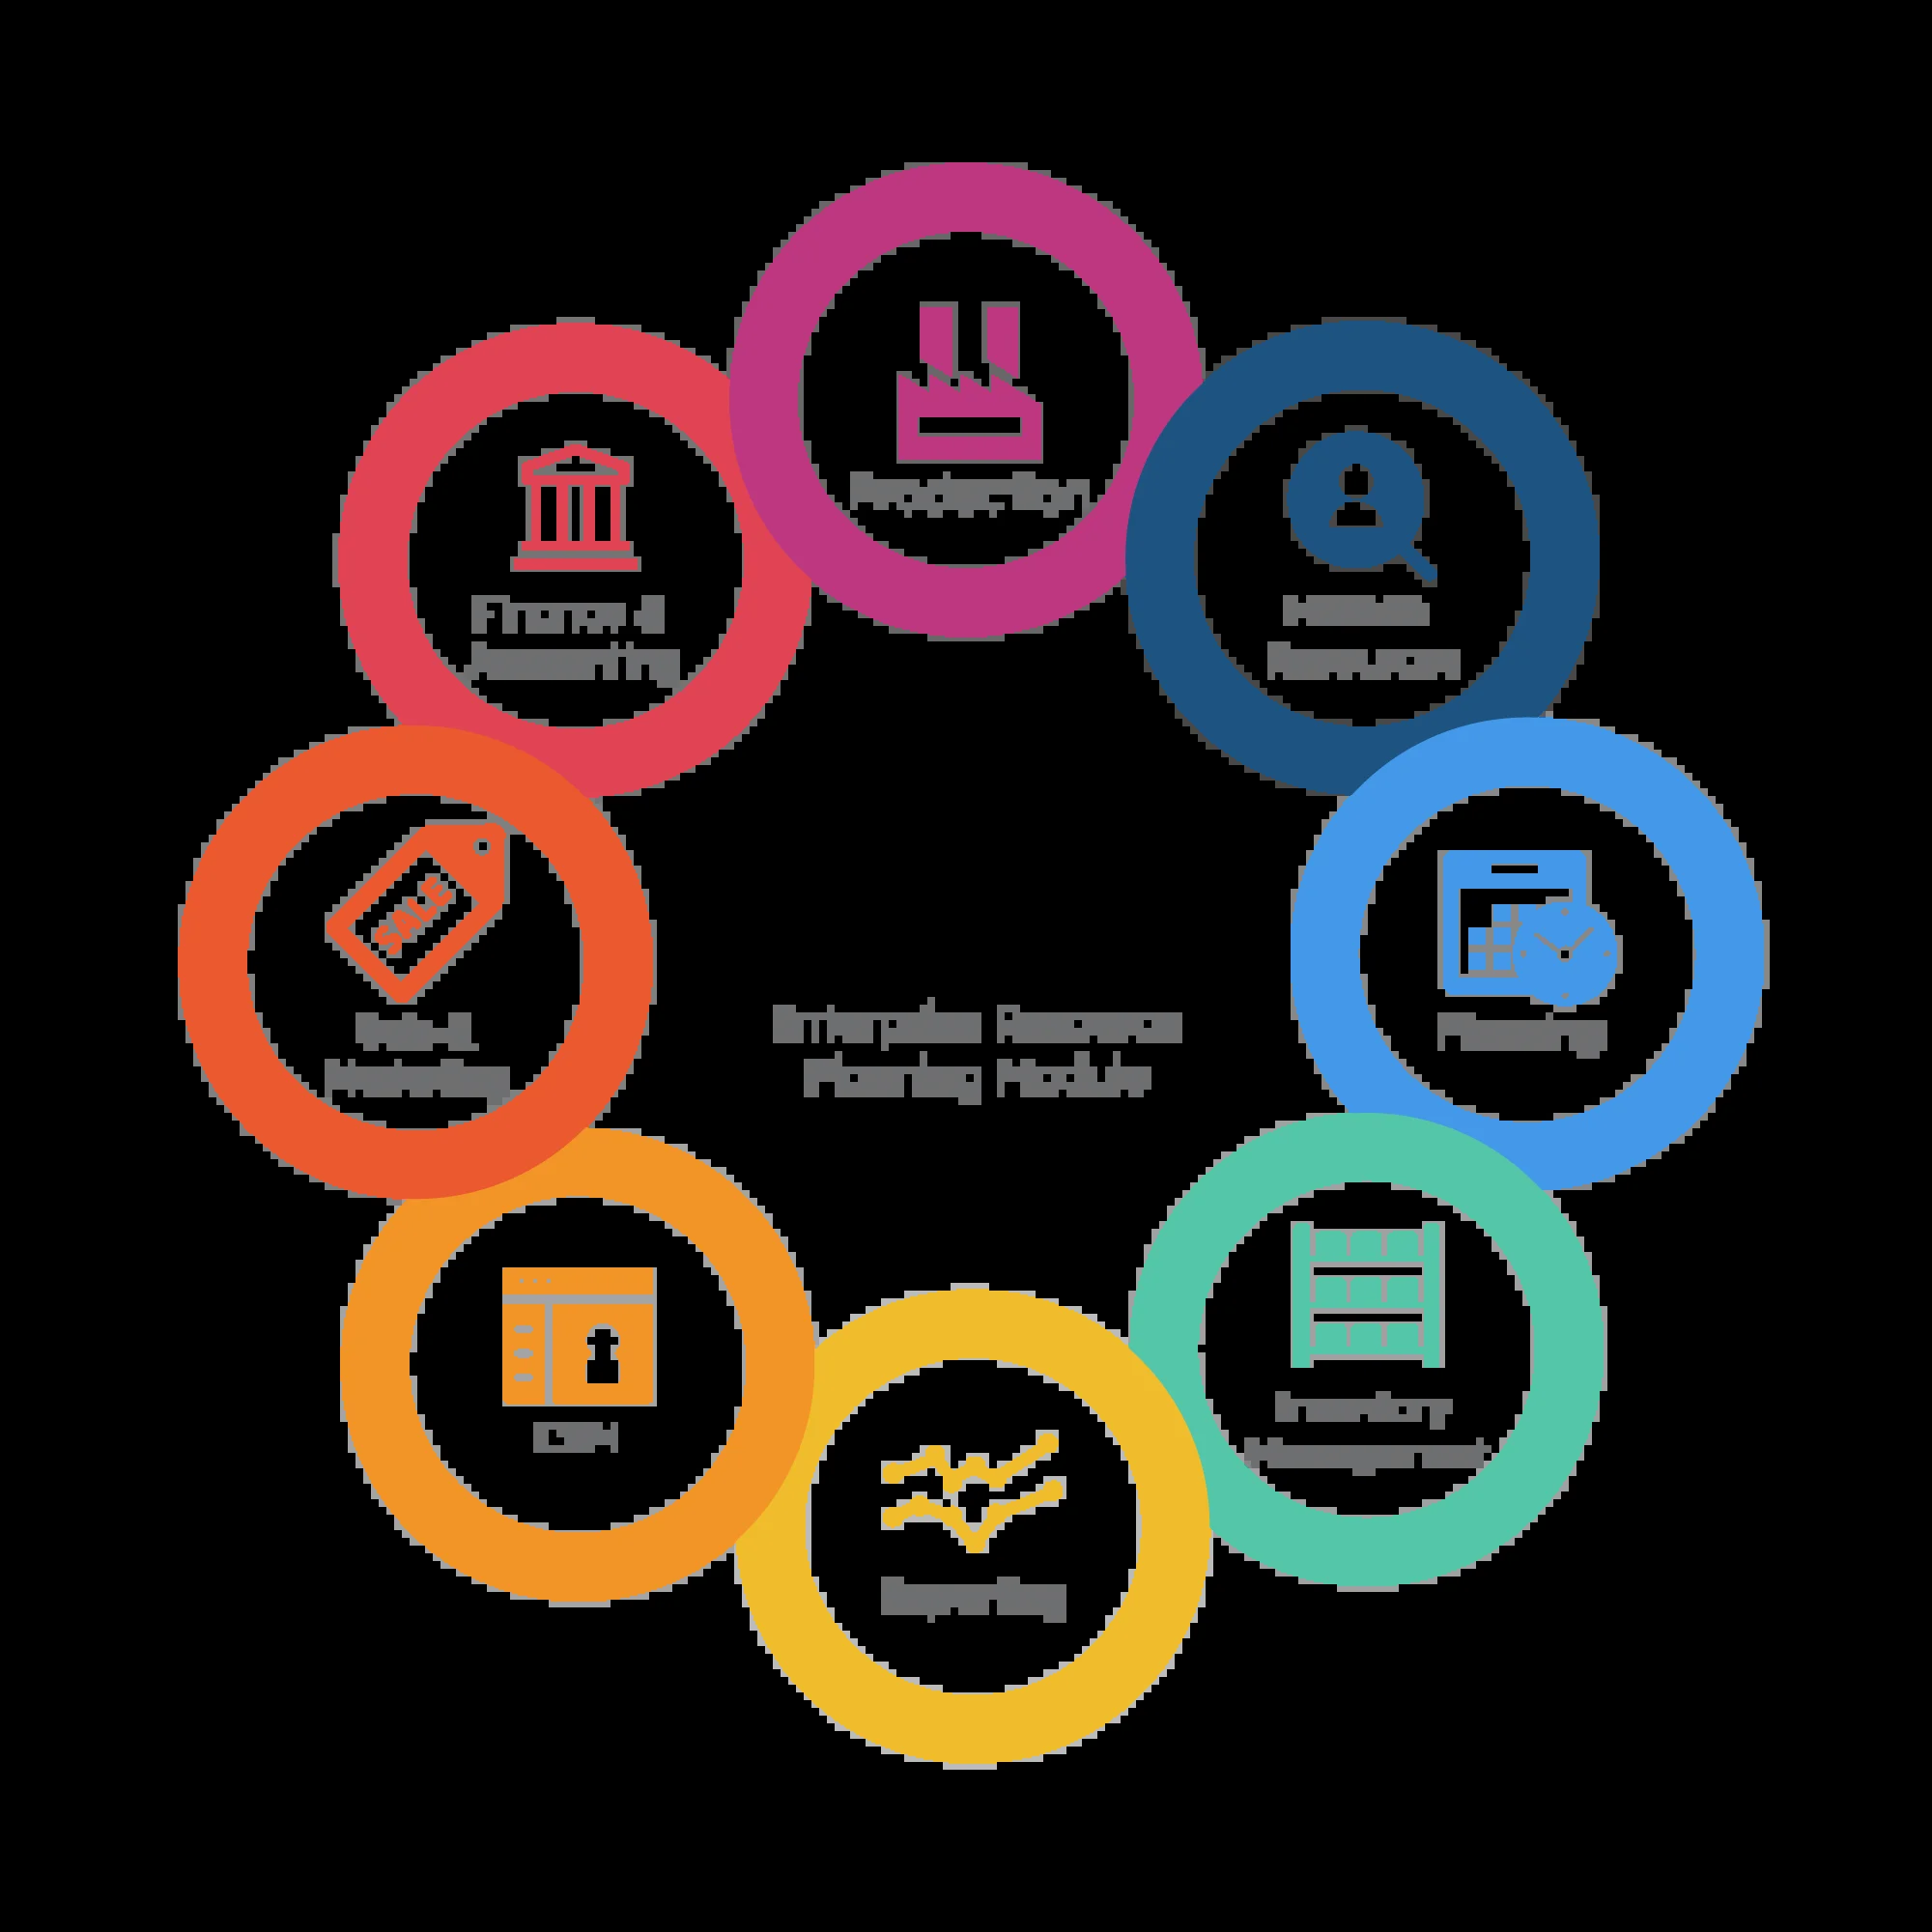 Production
Finance &
Accounting
Human
Resources
SALE
Sale &
Marketing
Planning
Enterprise Resource
Planning Module
Inventory
Management
CRM
Reporting